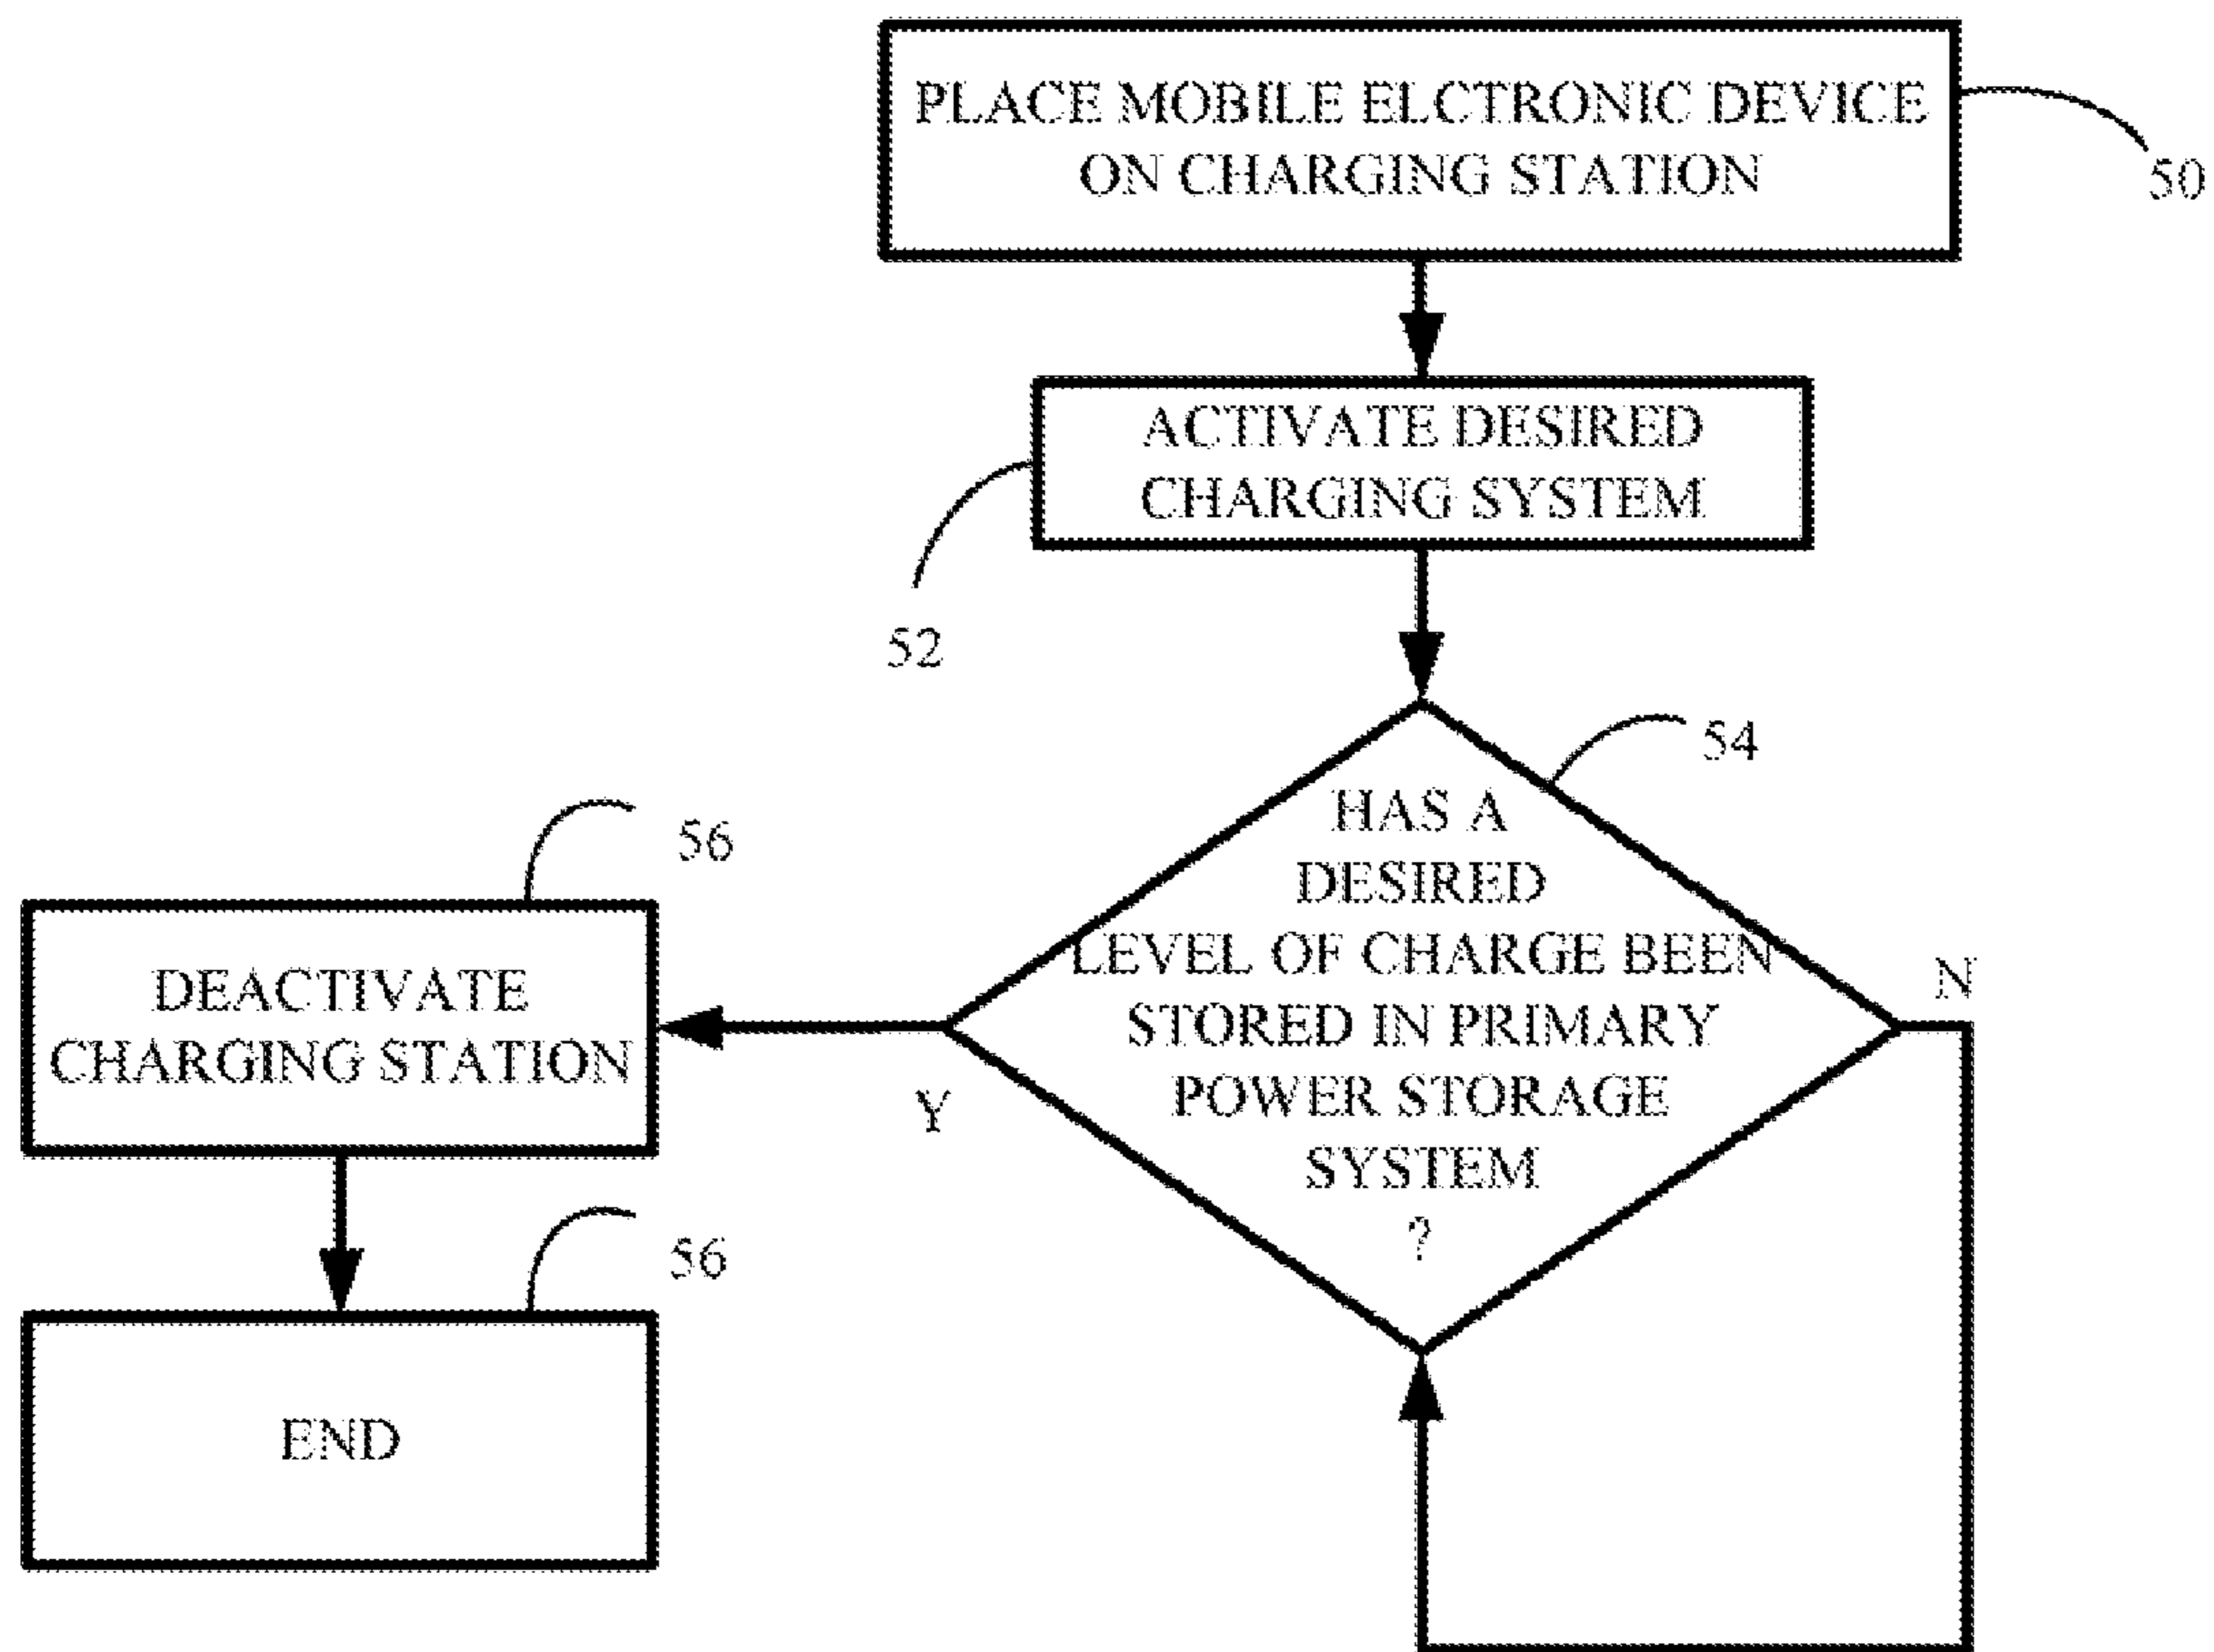 PLACE MOBILE ELCTRONIC DEVICE
ON CHARGING STATION
50
ACTIVATE DESIRED
CHARGING SYSTEM
52
54
HAS A
DESIRED
LEVEL OF CHARGE BEEN
STORED IN PRIMARY
POWER STORAGE
SYSTEM
?
N
Y
56
DEACTIVATE
CHARGING STATION
56
END